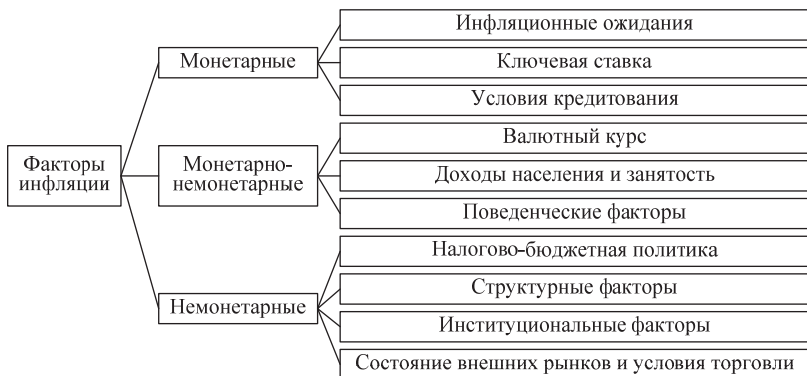 Факторы
инфляции
Монетарные
Инфляционные ожидания
Ключевая ставка
Условия кредитования
Монетарно-
немонетарные
Валютный курс
Доходы населения и занятость
Поведенческие факторы
Немонетарные
Налогово-бюджетная политика
Структурные факторы
Институциональные факторы
Состояние внешних рынков и условия торговли